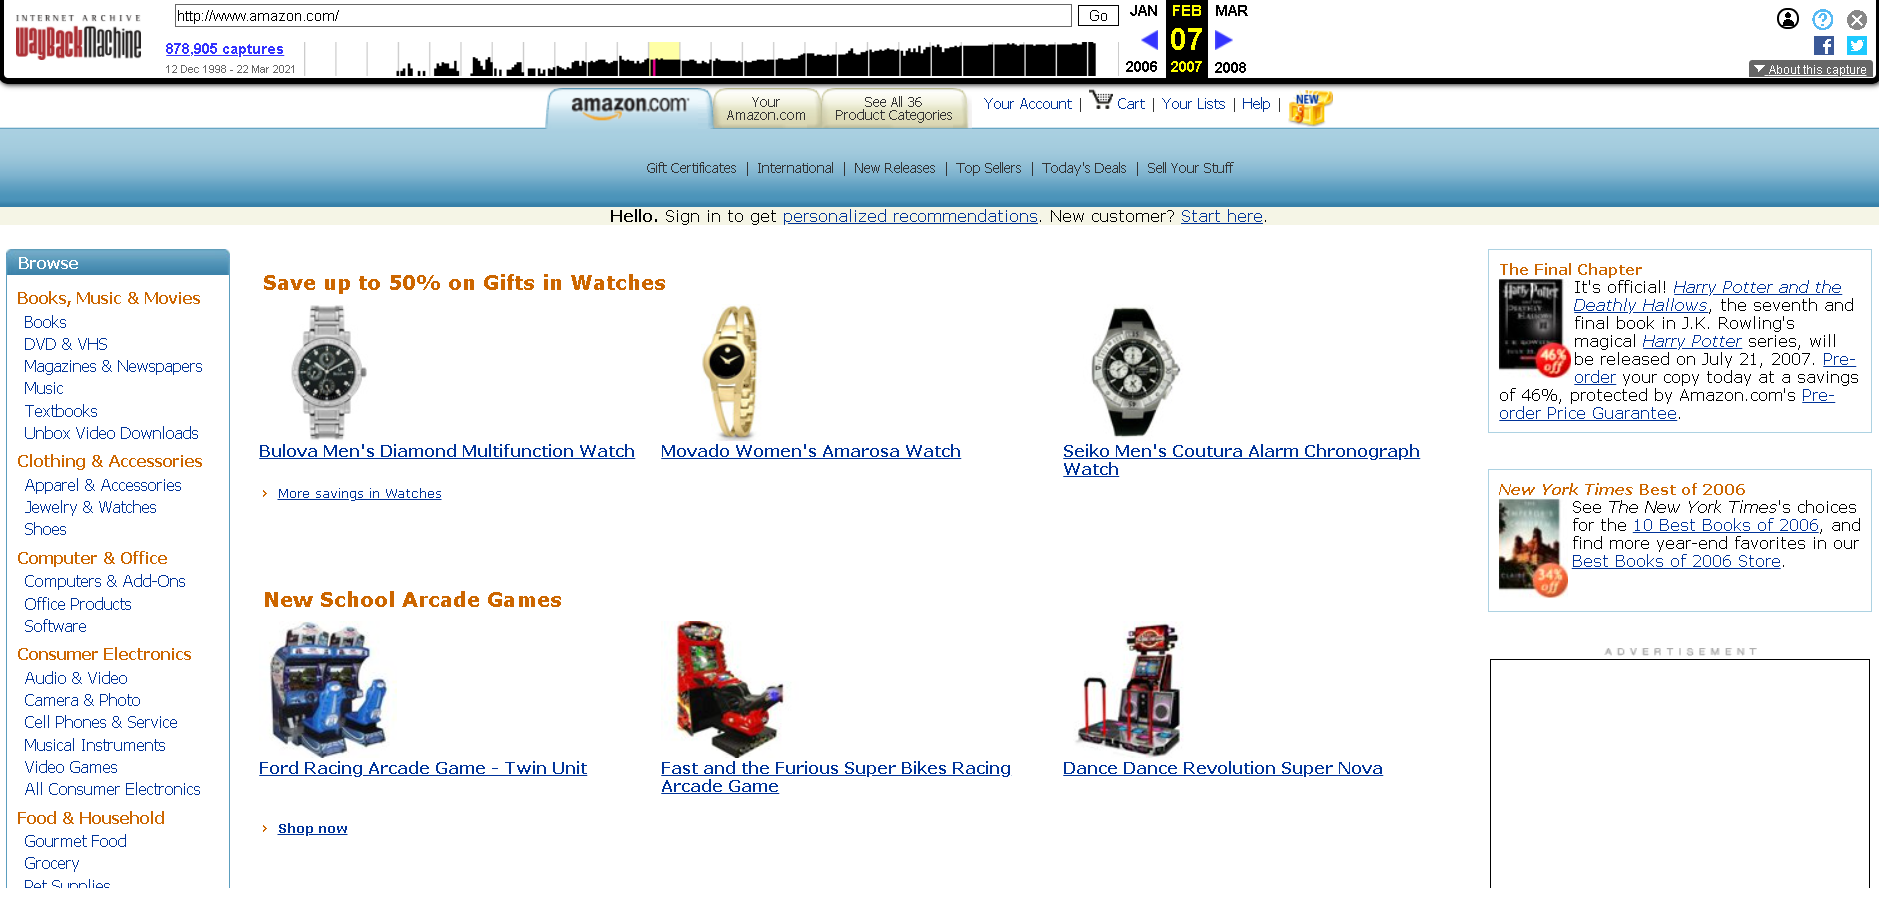 INTERNET ARCHIVE
WayBackMachine
http://www.amazon.com/
Go
JAN
FEB
MAR
878,905 captures
07
12 Dec 1998 - 22 Mar 2021
2006
2007
2008
About this capture
amazon.com
Your
Amazon.com
See All 36
Product Categories
Your Account | Cart | Your Lists | Help |
NEW
Gift Certificates | International | New Releases | Top Sellers | Today's Deals | Sell Your Stuff
Hello. Sign in to get personalized recommendations. New customer? Start here.
Browse
Books, Music & Movies
Books
DVD & VHS
Magazines & Newspapers
Music
Textbooks
Unbox Video Downloads
Clothing & Accessories
Apparel & Accessories
Jewelry & Watches
Shoes
Computer & Office
Computers & Add-Ons
Office Products
Software
Consumer Electronics
Audio & Video
Camera & Photo
Cell Phones & Service
Musical Instruments
Video Games
All Consumer Electronics
Food & Household
Gourmet Food
Grocery
Pet Supplies
Save up to 50% on Gifts in Watches
Bulova Men's Diamond Multifunction Watch
Movado Women's Amarosa Watch
Seiko Men's Coutura Alarm Chronograph
Watch
› More savings in Watches
New School Arcade Games
Ford Racing Arcade Game - Twin Unit
Fast and the Furious Super Bikes Racing
Arcade Game
Dance Dance Revolution Super Nova
› Shop now
The Final Chapter
Harry Potter
46%
off
It's official! Harry Potter and the
Deathly Hallows, the seventh and
final book in J.K. Rowling's
magical Harry Potter series, will
be released on July 21, 2007. Pre-
order your copy today at a savings
of 46%, protected by Amazon.com's Pre-
order Price Guarantee.
New York Times Best of 2006
34%
off
See The New York Times's choices
for the 10 Best Books of 2006, and
find more year-end favorites in our
Best Books of 2006 Store.
ADVERTISEMENT